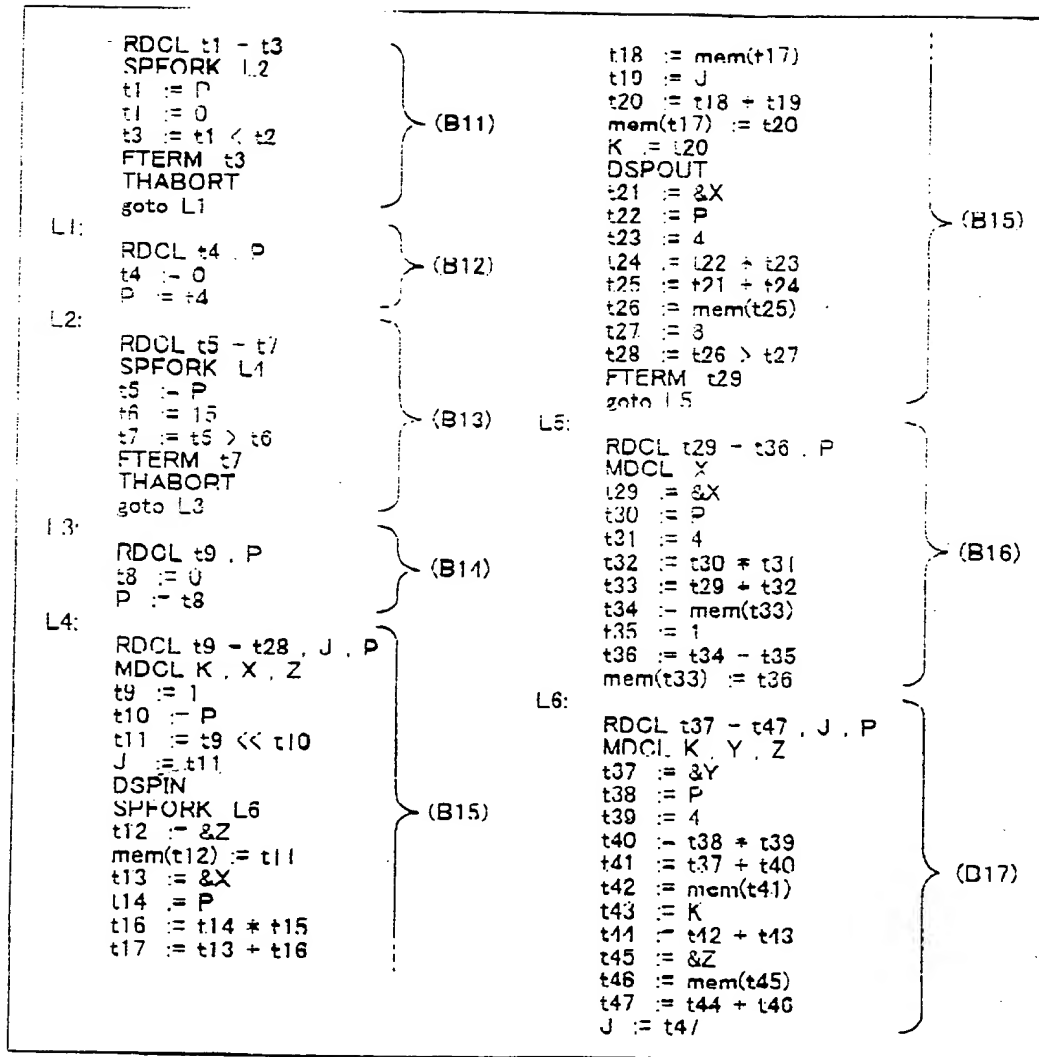 RDCL t1 - t3
SPFORK L2
t1 := P
t1 := 0
t3 := t1 < t2
FTERM t3
THABORT
goto L1
(B11)
L1:
RDCL t4 , P
t4 := 0
P := t4
(B12)
L2:
RDCL t5 - t7
SPFORK L4
t5 := P
t6 := 15
t7 := t5 > t6
FTERM t7
THABORT
goto L3
(B13)
L3:
RDCL t9 , P
t8 := 0
P := t8
(B14)
L4:
RDCL t9 - t28 , J , P
MDCL K , X , Z
t9 := 1
t10 := P
t11 := t9 << t10
J := t11
DSPIN
SPFORK L6
t12 := &Z
mem(t12) := t11
t13 := &X
t14 := P
t16 := t14 * t15
t17 := t13 + t16
(B15)
t18 := mem(t17)
t19 := J
t20 := t18 + t19
mem(t17) := t20
K := t20
DSPOUT
t21 := &X
t22 := P
t23 := 4
t24 := t22 + t23
t25 := t21 + t24
t26 := mem(t25)
t27 := 8
t28 := t26 > t27
FTERM t29
goto L5
(B15)
L5:
RDCL t29 - t36 , P
MDCL X
t29 := &X
t30 := P
t31 := 4
t32 := t30 * t31
t33 := t29 + t32
t34 := mem(t33)
t35 := 1
t36 := t34 - t35
mem(t33) := t36
(B16)
L6:
RDCL t37 - t47 , J , P
MDCL K , Y , Z
t37 := &Y
t38 := P
t39 := 4
t40 := t38 * t39
t41 := t37 + t40
t42 := mem(t41)
t43 := K
t44 := t42 + t43
t45 := &Z
t46 := mem(t45)
t47 := t44 + t46
J := t47
(B17)